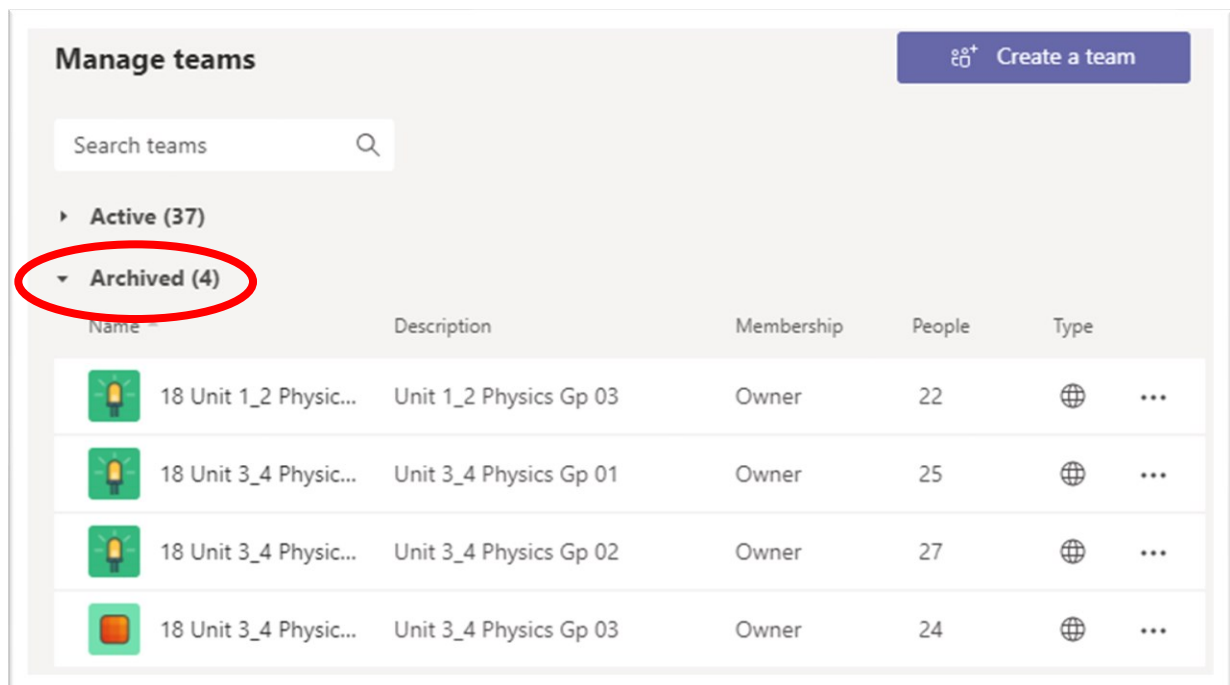 Manage teams
Create a team
Search teams
Active (37)
Archived (4)
Name Description Membership People Type
18 Unit 1_2 Physic... Unit 1_2 Physics Gp 03 Owner 22 ...
18 Unit 3_4 Physic... Unit 3_4 Physics Gp 01 Owner 25 ...
18 Unit 3_4 Physic... Unit 3_4 Physics Gp 02 Owner 27 ...
18 Unit 3_4 Physic... Unit 3_4 Physics Gp 03 Owner 24 ...